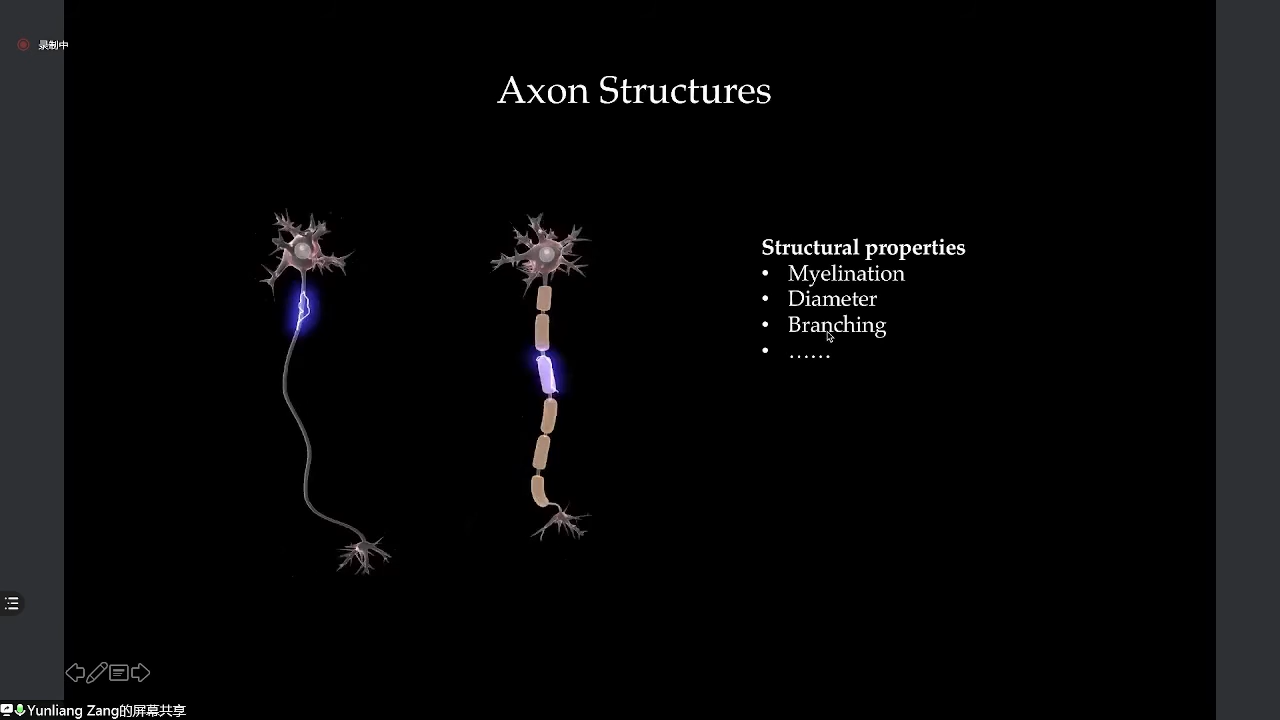 录制中
Axon Structures
Structural properties
• Myelination
• Diameter
• Branching
• ……
Yunliang Zang的屏幕共享